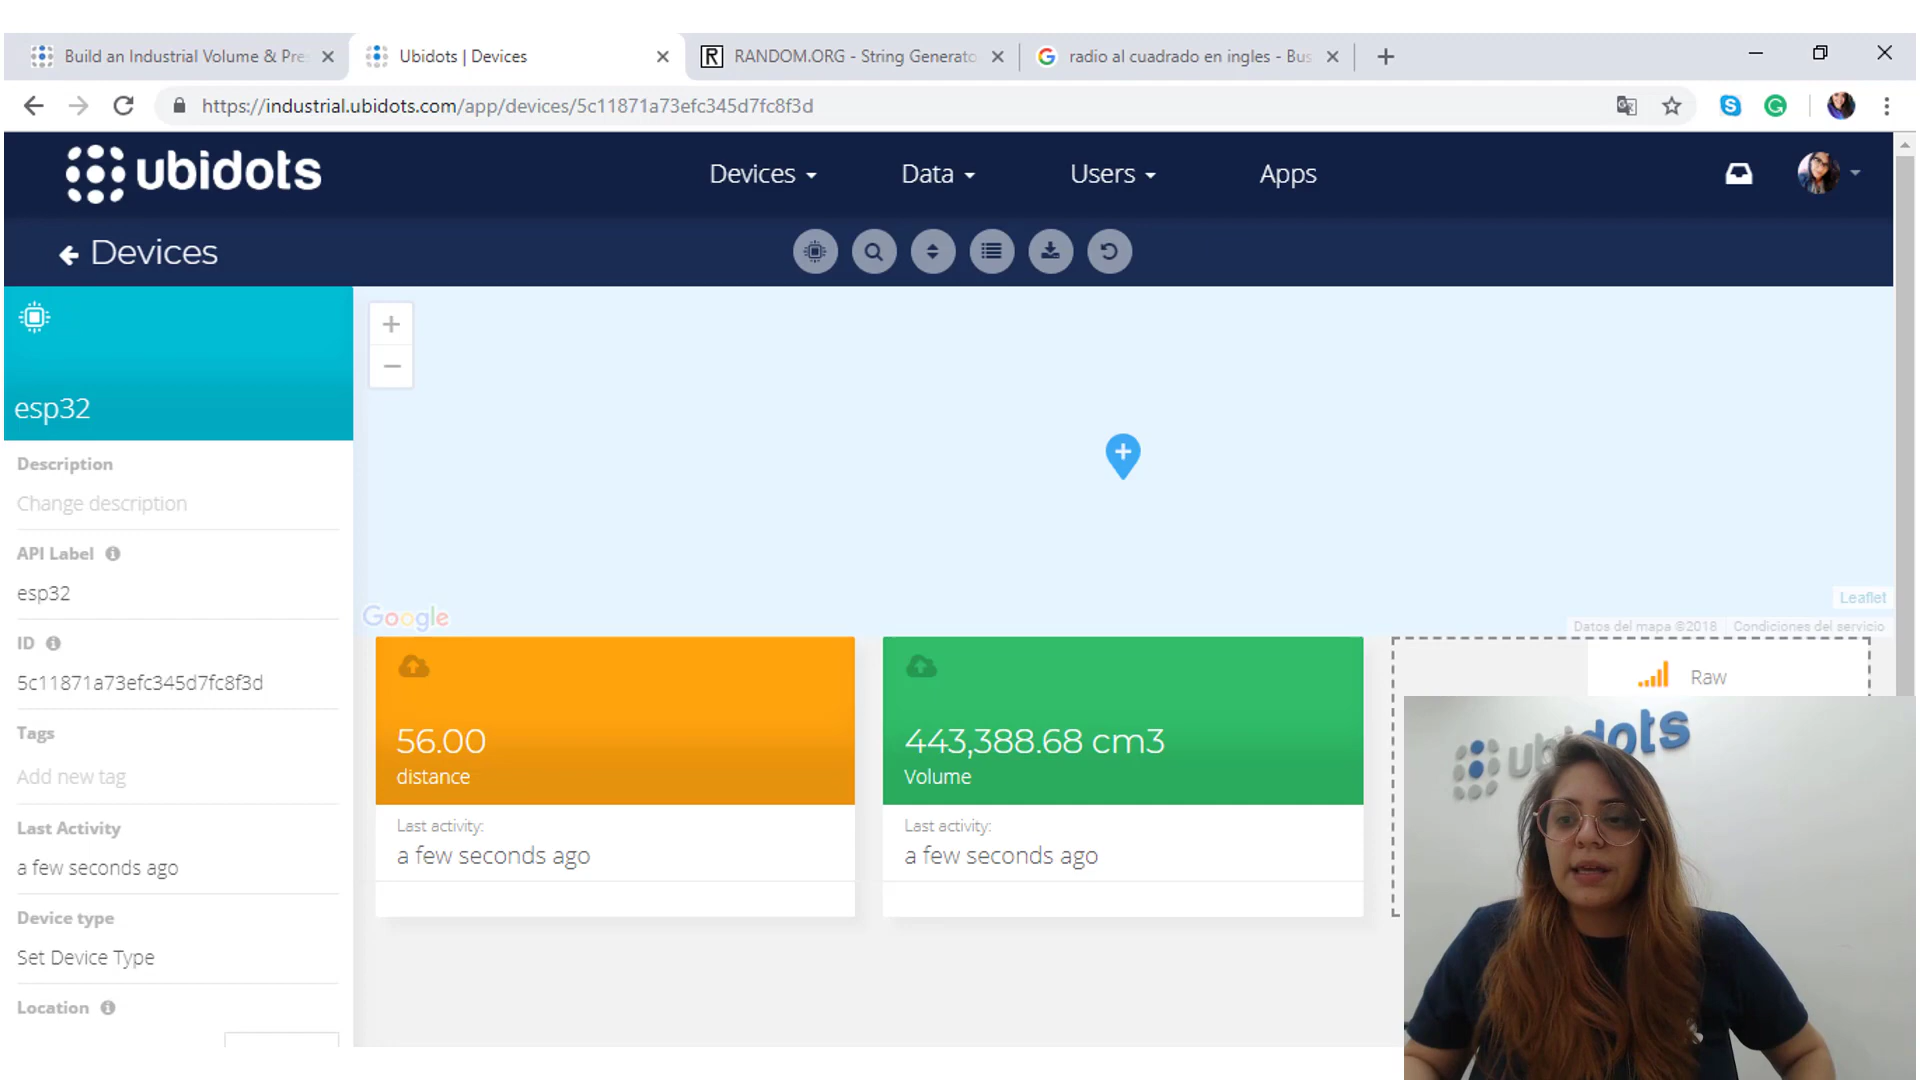 Build an Industrial Volume & Pre
Ubidots | Devices
RANDOM.ORG - String Generato
radio al cuadrado en ingles - Bus
https://industrial.ubidots.com/app/devices/5c11871a73efc345d7fc8f3d
ubidots
Devices
Data
Users
Apps
Devices
esp32
Description
Change description
API Label
esp32
ID
5c11871a73efc345d7fc8f3d
Tags
Add new tag
Last Activity
a few seconds ago
Device type
Set Device Type
Location
Google
Leaflet
Datos del mapa ©2018
Condiciones del servicio
56.00
distance
Last activity:
a few seconds ago
443,388.68 cm3
Volume
Last activity:
a few seconds ago
Raw
ubidots